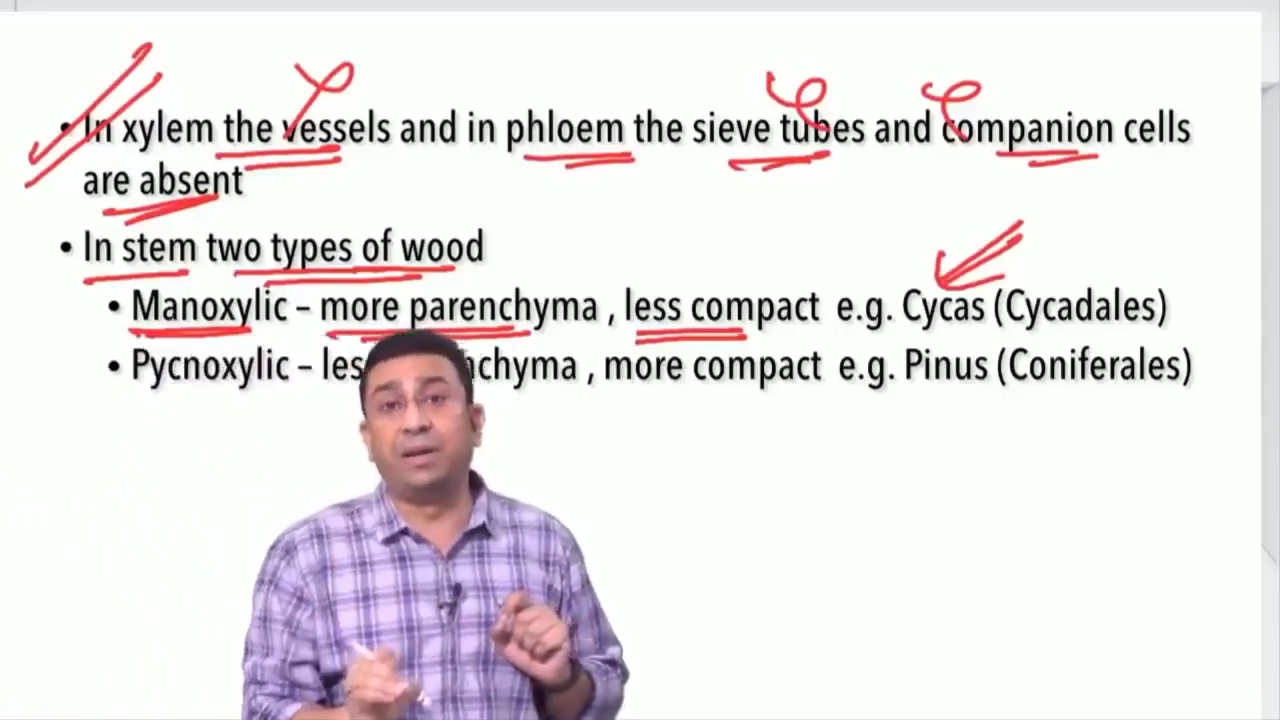 • In xylem the vessels and in phloem the sieve tubes and companion cells
are absent
• In stem two types of wood
• Manoxylic – more parenchyma , less compact e.g. Cycas (Cycadales)
• Pycnoxylic – les chyma , more compact e.g. Pinus (Coniferales)